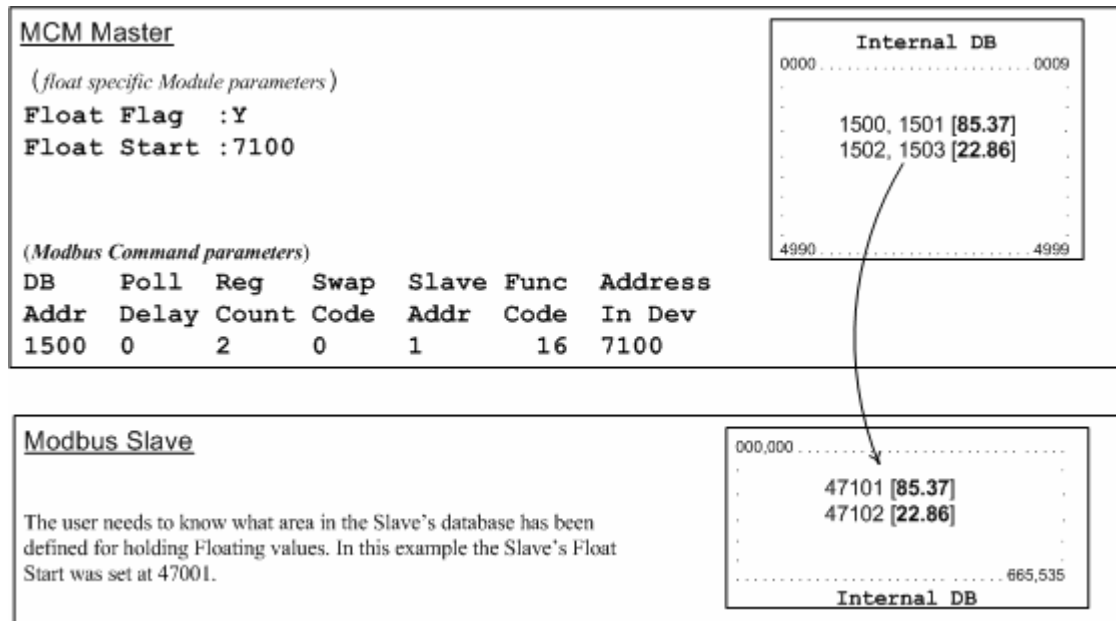 MCM Master
(float specific Module parameters)
Float Flag :Y
Float Start :7100
(Modbus Command parameters)
DB Poll Reg Swap Slave Func Address
Addr Delay Count Code Addr Code In Dev
1500 0 2 0 1 16 7100
Internal DB
0000 . . . . . . . . . . . . . . . . . . . . . . . . 0009
1500, 1501 [85.37]
1502, 1503 [22.86]
4990 . . . . . . . . . . . . . . . . . . . . . . . . 4999
Modbus Slave
The user needs to know what area in the Slave's database has been
defined for holding Floating values. In this example the Slave's Float
Start was set at 47001.
000,000 . . . . . . . . . . . . . . . . . . . . . . . . . .
47101 [85.37]
47102 [22.86]
. . . . . . . . . . . . . . . . . . . . . . . . . . 665,535
Internal DB